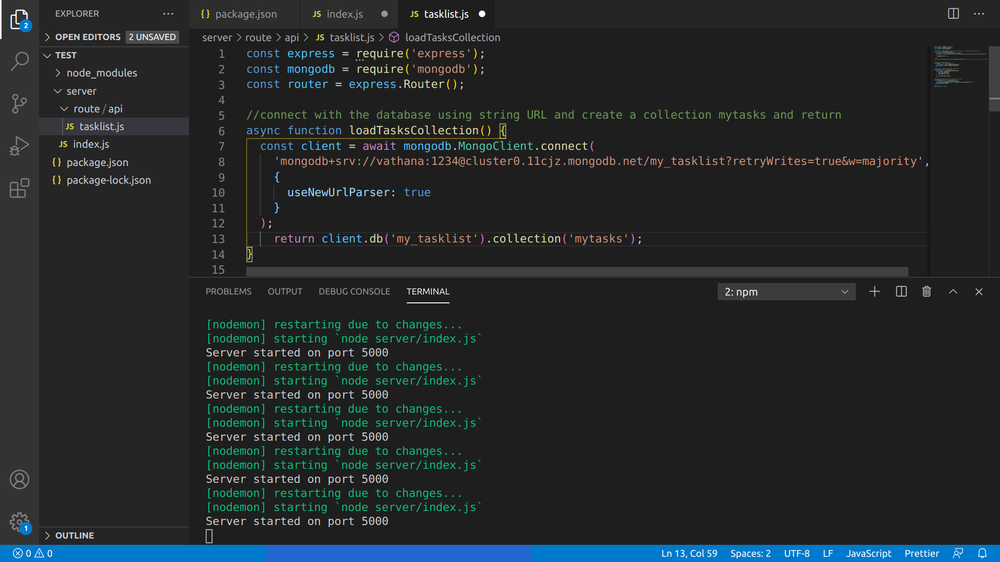 EXPLORER
OPEN EDITORS 2 UNSAVED
TEST
node_modules
server
route / api
JS tasklist.js
JS index.js
{} package.json
{} package-lock.json
OUTLINE
2
1
{} package.json
JS index.js
JS tasklist.js
server > route > api > JS tasklist.js > loadTasksCollection
1 const express = require('express');
2 const mongodb = require('mongodb');
3 const router = express.Router();
4
5 //connect with the database using string URL and create a collection mytasks and return
6 async function loadTasksCollection() {
7 const client = await mongodb.MongoClient.connect(
8 'mongodb+srv://vathana:1234@cluster0.11cjz.mongodb.net/my_tasklist?retryWrites=true&w=majority',
9 {
10 useNewUrlParser: true
11 }
12 );
13 return client.db('my_tasklist').collection('mytasks');
14 }
15
PROBLEMS OUTPUT DEBUG CONSOLE TERMINAL 2: npm
[nodemon] restarting due to changes...
[nodemon] starting `node server/index.js`
Server started on port 5000
[nodemon] restarting due to changes...
[nodemon] starting `node server/index.js`
Server started on port 5000
[nodemon] restarting due to changes...
[nodemon] starting `node server/index.js`
Server started on port 5000
[nodemon] restarting due to changes...
[nodemon] starting `node server/index.js`
Server started on port 5000
[nodemon] restarting due to changes...
[nodemon] starting `node server/index.js`
Server started on port 5000
0 0 Ln 13, Col 59 Spaces: 2 UTF-8 LF JavaScript Prettier